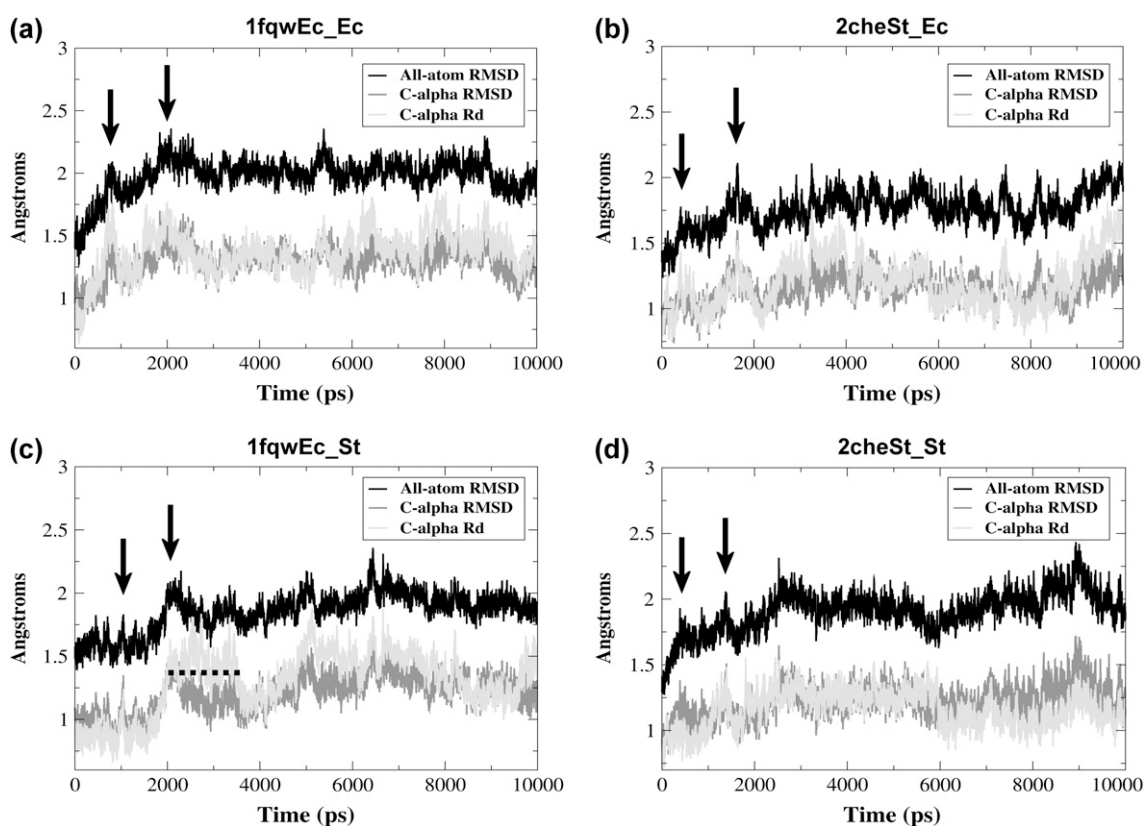 (a) 1fqwEc_Ec
3
2.5
2
1.5
1
Angstroms
All-atom RMSD
C-alpha RMSD
C-alpha Rd
0 2000 4000 6000 8000 10000
Time (ps)
(b) 2cheSt_Ec
3
2.5
2
1.5
1
Angstroms
All-atom RMSD
C-alpha RMSD
C-alpha Rd
0 2000 4000 6000 8000 10000
Time (ps)
(c) 1fqwEc_St
3
2.5
2
1.5
1
Angstroms
All-atom RMSD
C-alpha RMSD
C-alpha Rd
0 2000 4000 6000 8000 10000
Time (ps)
(d) 2cheSt_St
3
2.5
2
1.5
1
Angstroms
All-atom RMSD
C-alpha RMSD
C-alpha Rd
0 2000 4000 6000 8000 10000
Time (ps)